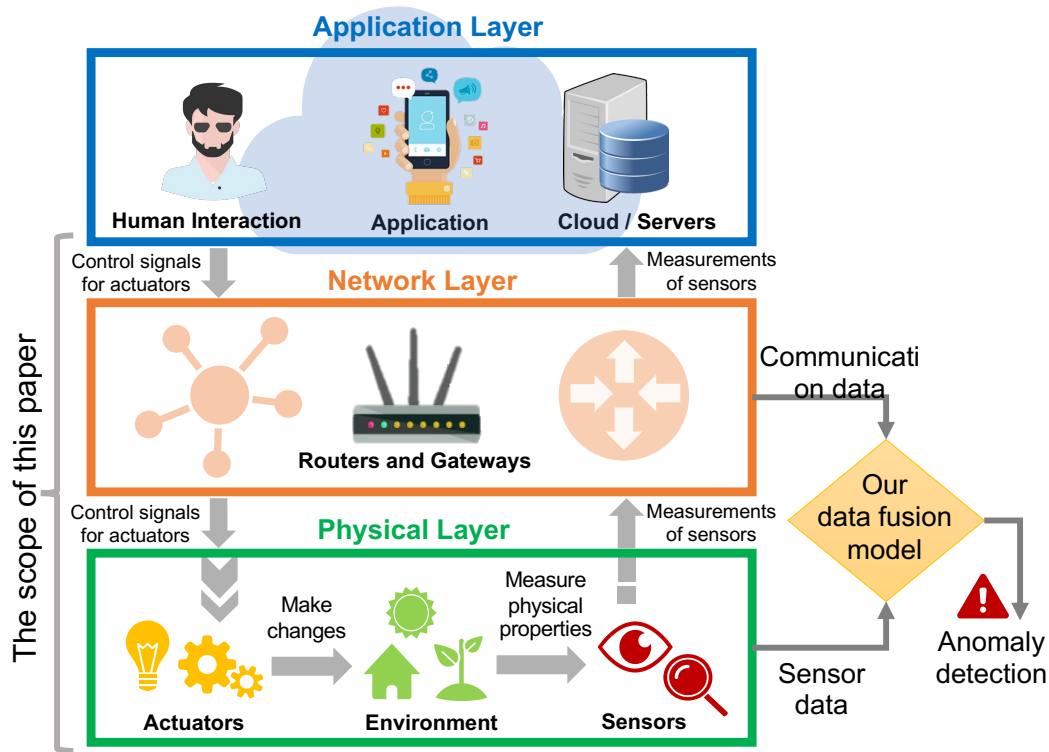 Application Layer
Human Interaction
Application
Cloud / Servers
Control signals
for actuators
Measurements
of sensors
Network Layer
Routers and Gateways
Communicati
on data
The scope of this paper
Control signals
for actuators
Measurements
of sensors
Our
data fusion
model
Physical Layer
Make
changes
Measure
physical
properties
Actuators
Environment
Sensors
Sensor
data
Anomaly
detection